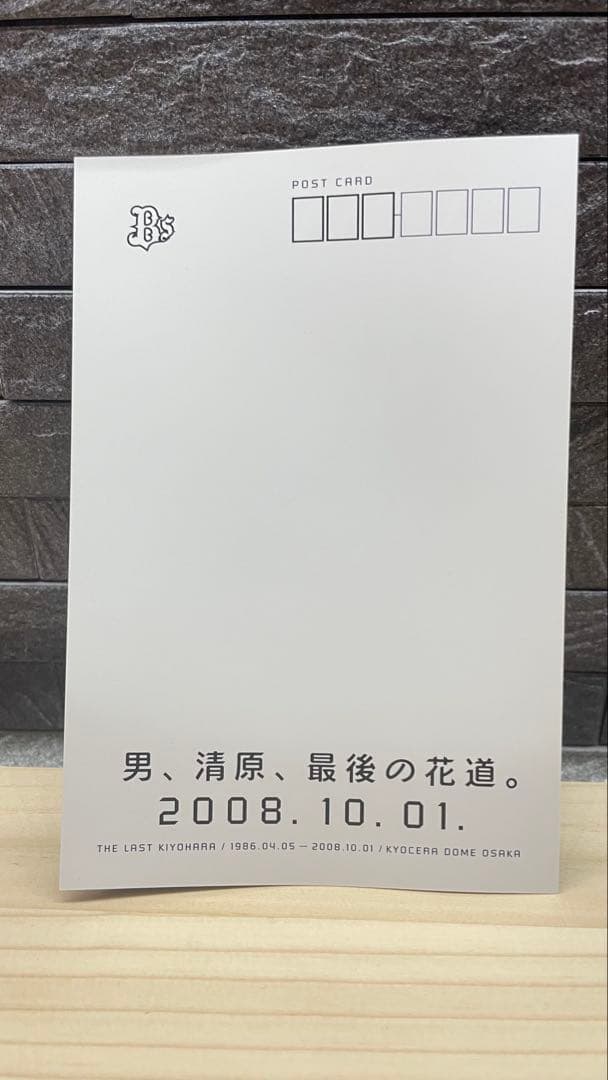 POST CARD
Bs
男、清原、最後の花道。
2008.10.01.
THE LAST KIYOHARA / 1986.04.05 — 2008.10.01 / KYOCERA DOME OSAKA